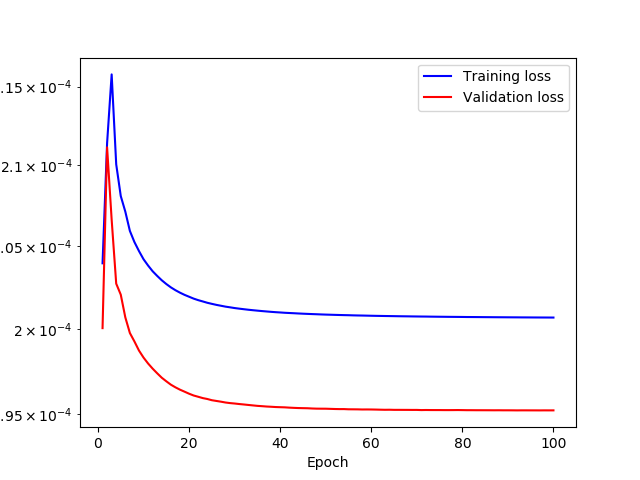 .15 × 10⁻⁴
2.1 × 10⁻⁴
.05 × 10⁻⁴
2 × 10⁻⁴
.95 × 10⁻⁴
Training loss
Validation loss
0 20 40 60 80 100
Epoch